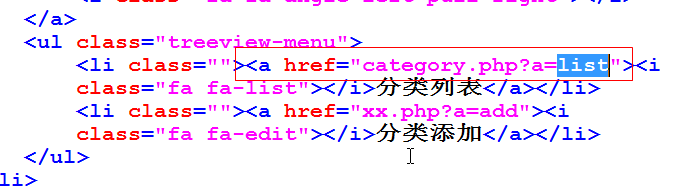 </a>
<ul class="treeview-menu">
<li class=""><a href="category.php?a=list"><i
class="fa fa-list"></i>分类列表</a></li>
<li class=""><a href="xx.php?a=add"><i
class="fa fa-edit"></i>分类添加</a></li>
</ul>
li>